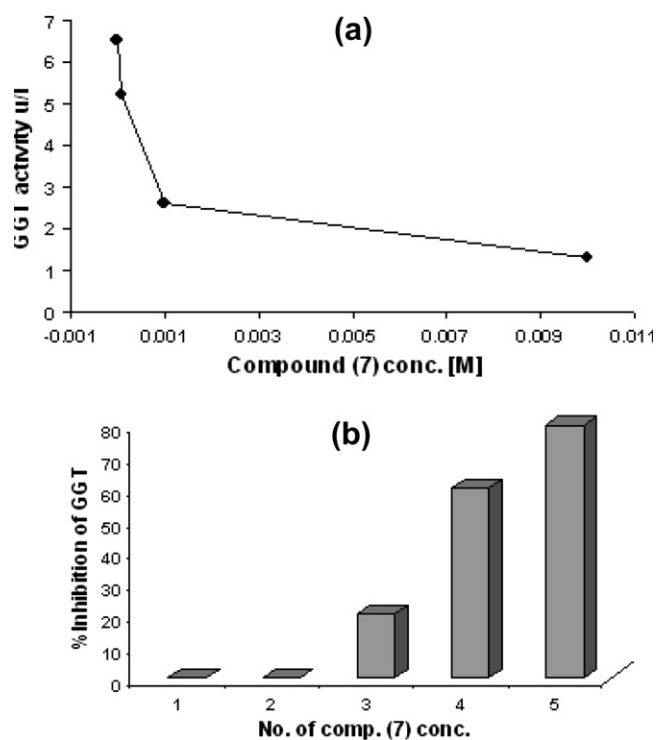 (a)
GGT activity u/l
7
6
5
4
3
2
1
0
-0.001 0.001 0.003 0.005 0.007 0.009 0.011
Compound (7) conc. [M]
(b)
% Inhibition of GGT
80
70
60
50
40
30
20
10
0
1 2 3 4 5
No. of comp. (7) conc.